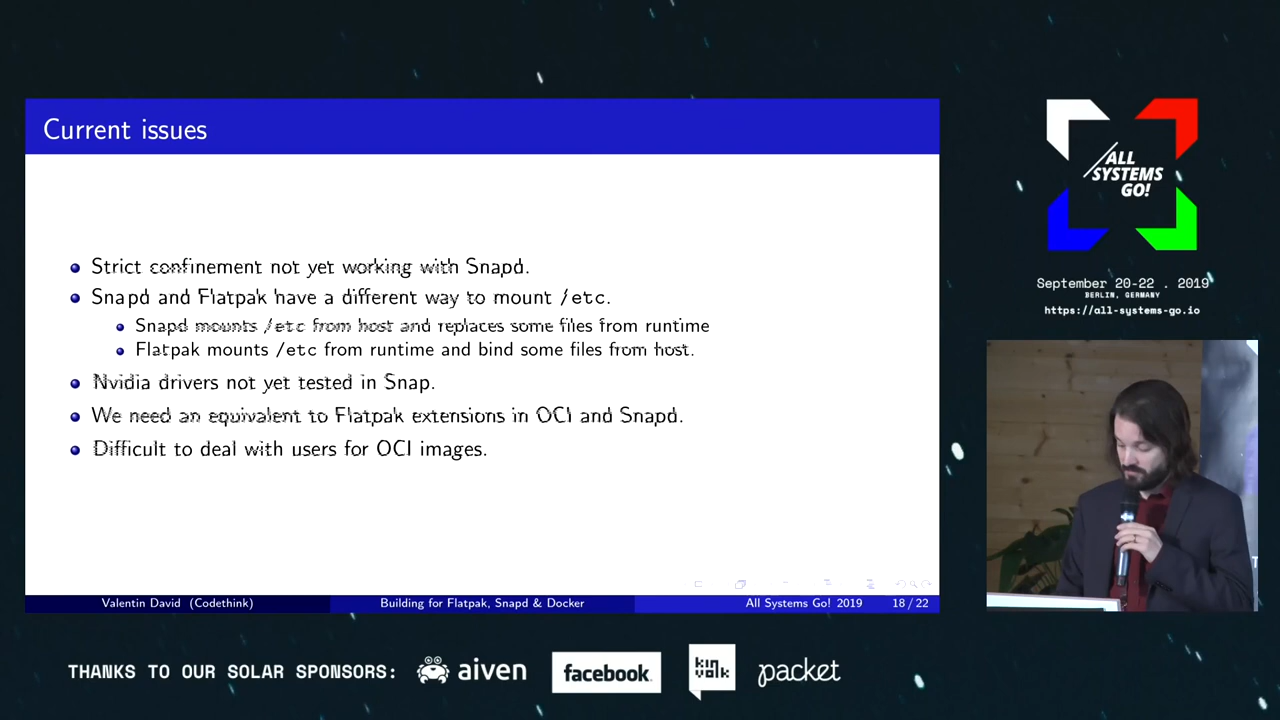 Current issues
Strict confinement not yet working with Snapd.
Snapd and Flatpak have a different way to mount /etc.
Snapd mounts /etc from host and replaces some files from runtime
Flatpak mounts /etc from runtime and bind some files from host.
Nvidia drivers not yet tested in Snap.
We need an equivalent to Flatpak extensions in OCI and Snapd.
Difficult to deal with users for OCI images.
Valentin David (Codethink)
Building for Flatpak, Snapd & Docker
All Systems Go! 2019
18 / 22
ALL
SYSTEMS
GO!
September 20-22 . 2019
BERLIN, GERMANY
https://all-systems-go.io
THANKS TO OUR SOLAR SPONSORS:
aiven
facebook.
kinvolk
packet